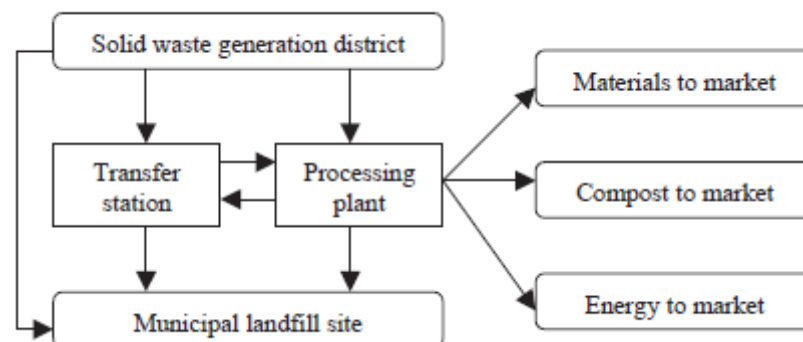 Solid waste generation district
Transfer
station
Processing
plant
Municipal landfill site
Materials to market
Compost to market
Energy to market